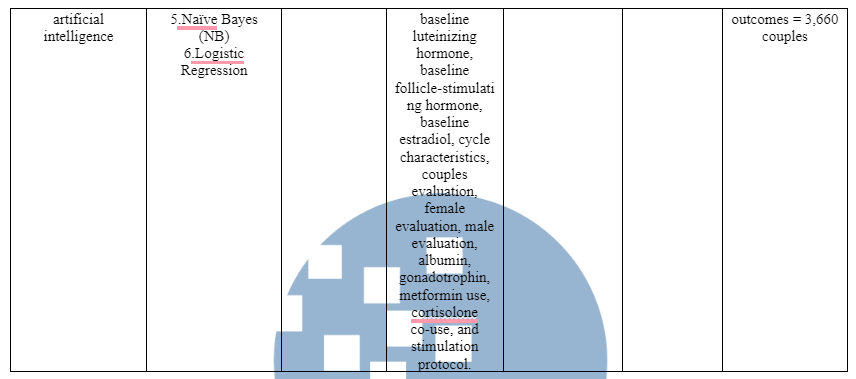 artificial
intelligence
5.Naïve Bayes
(NB)
6.Logistic
Regression
baseline
luteinizing
hormone,
baseline
follicle-stimulati
ng hormone,
baseline
estradiol, cycle
characteristics,
couples
evaluation,
female
evaluation, male
evaluation,
albumin,
gonadotrophin,
metformin use,
cortisolone
co-use, and
stimulation
protocol.
outcomes = 3,660
couples